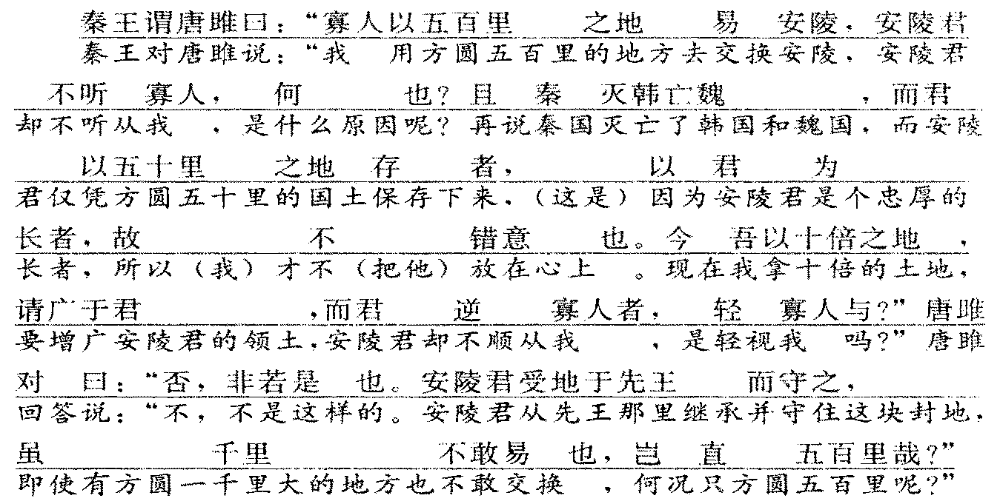 秦王谓唐雎曰：“寡人以五百里之地易安陵，安陵君
秦王对唐雎说：“我用方圆五百里的地方去交换安陵，安陵君
不听寡人，何也？且秦灭韩亡魏，而君
却不听从我，是什么原因呢？再说秦国灭亡了韩国和魏国，而安陵
以五十里之地存者，以君为
君仅凭方圆五十里的国土保存下来，（这是）因为安陵君是个忠厚的
长者，故不错意也。今吾以十倍之地，
长者，所以（我）才不（把他）放在心上。现在我拿十倍的土地，
请广于君，而君逆寡人者，轻寡人与？”唐雎
要增广安陵君的领土，安陵君却不顺从我，是轻视我吗？”唐雎
对曰：“否，非若是也。安陵君受地于先王而守之，
回答说：“不，不是这样的。安陵君从先王那里继承并守住这块封地，
虽千里不敢易也，岂直五百里哉？”
即使有方圆一千里大的地方也不敢交换，何况只方圆五百里呢？”